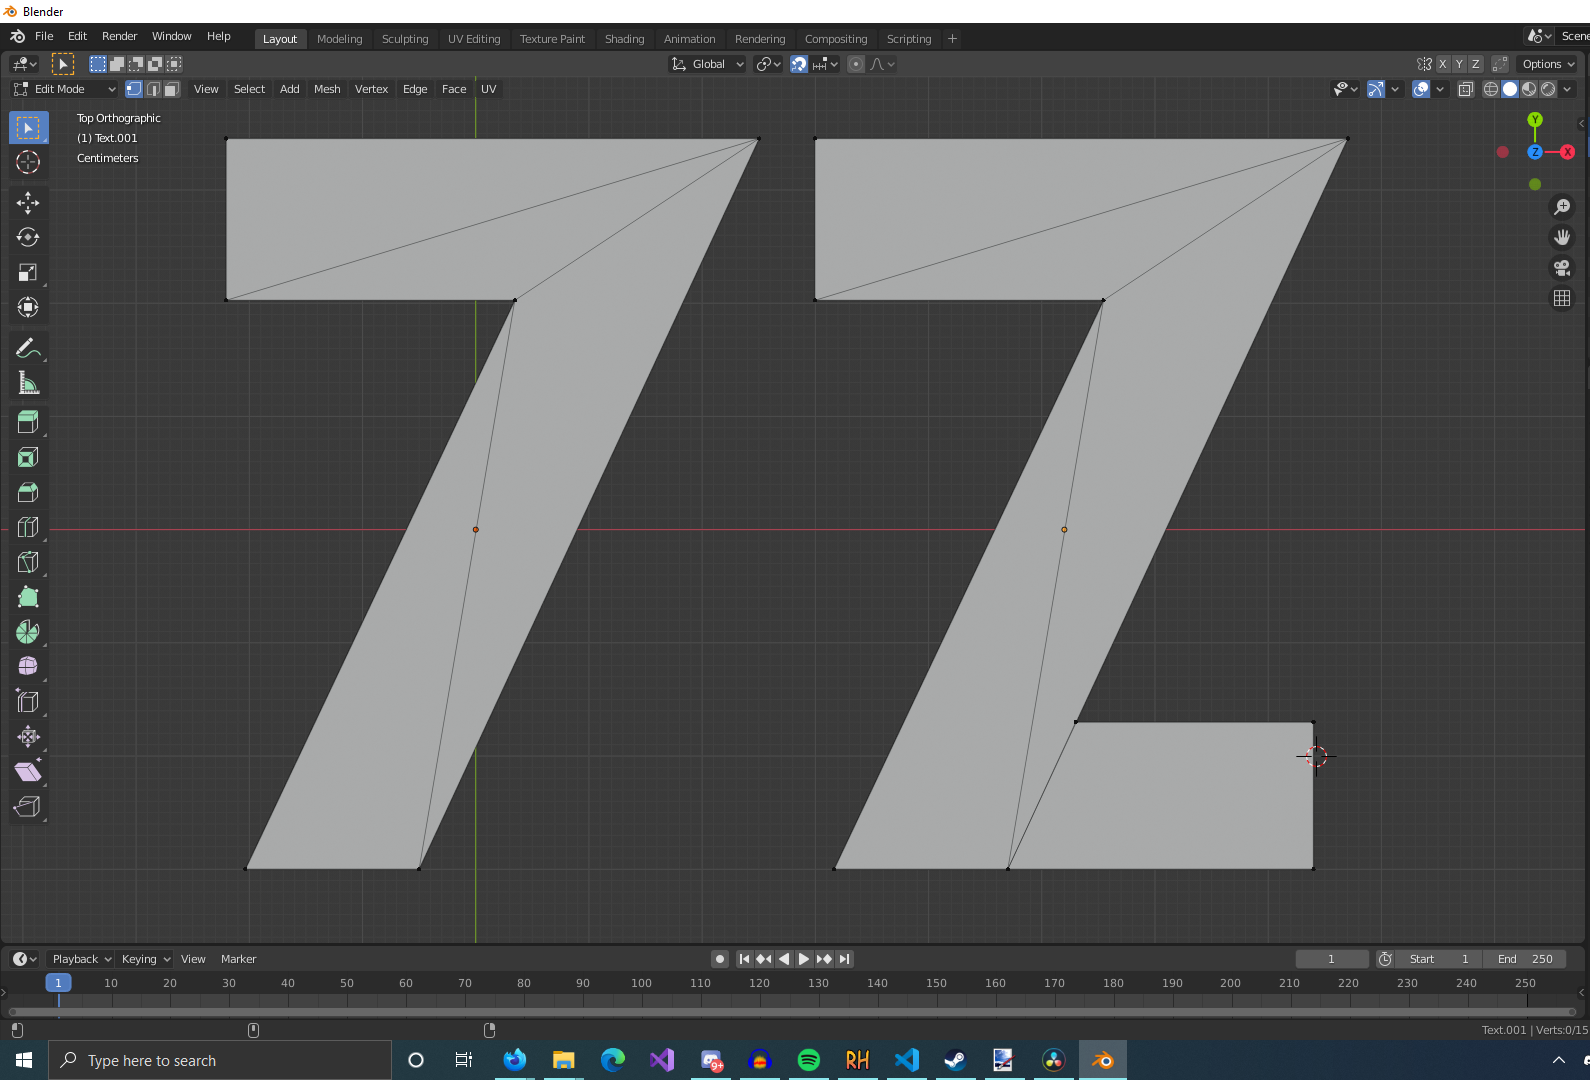 Blender
File Edit Render Window Help
Layout Modeling Sculpting UV Editing Texture Paint Shading Animation Rendering Compositing Scripting +
Scene
Global
X Y Z
Options
Edit Mode
View Select Add Mesh Vertex Edge Face UV
Top Orthographic
(1) Text.001
Centimeters
Y
Z
X
Playback Keying View Marker
1
Start 1
End 250
1 10 20 30 40 50 60 70 80 90 100 110 120 130 140 150 160 170 180 190 200 210 220 230 240 250
Text.001 | Verts:0/15
Type here to search
9+
RH